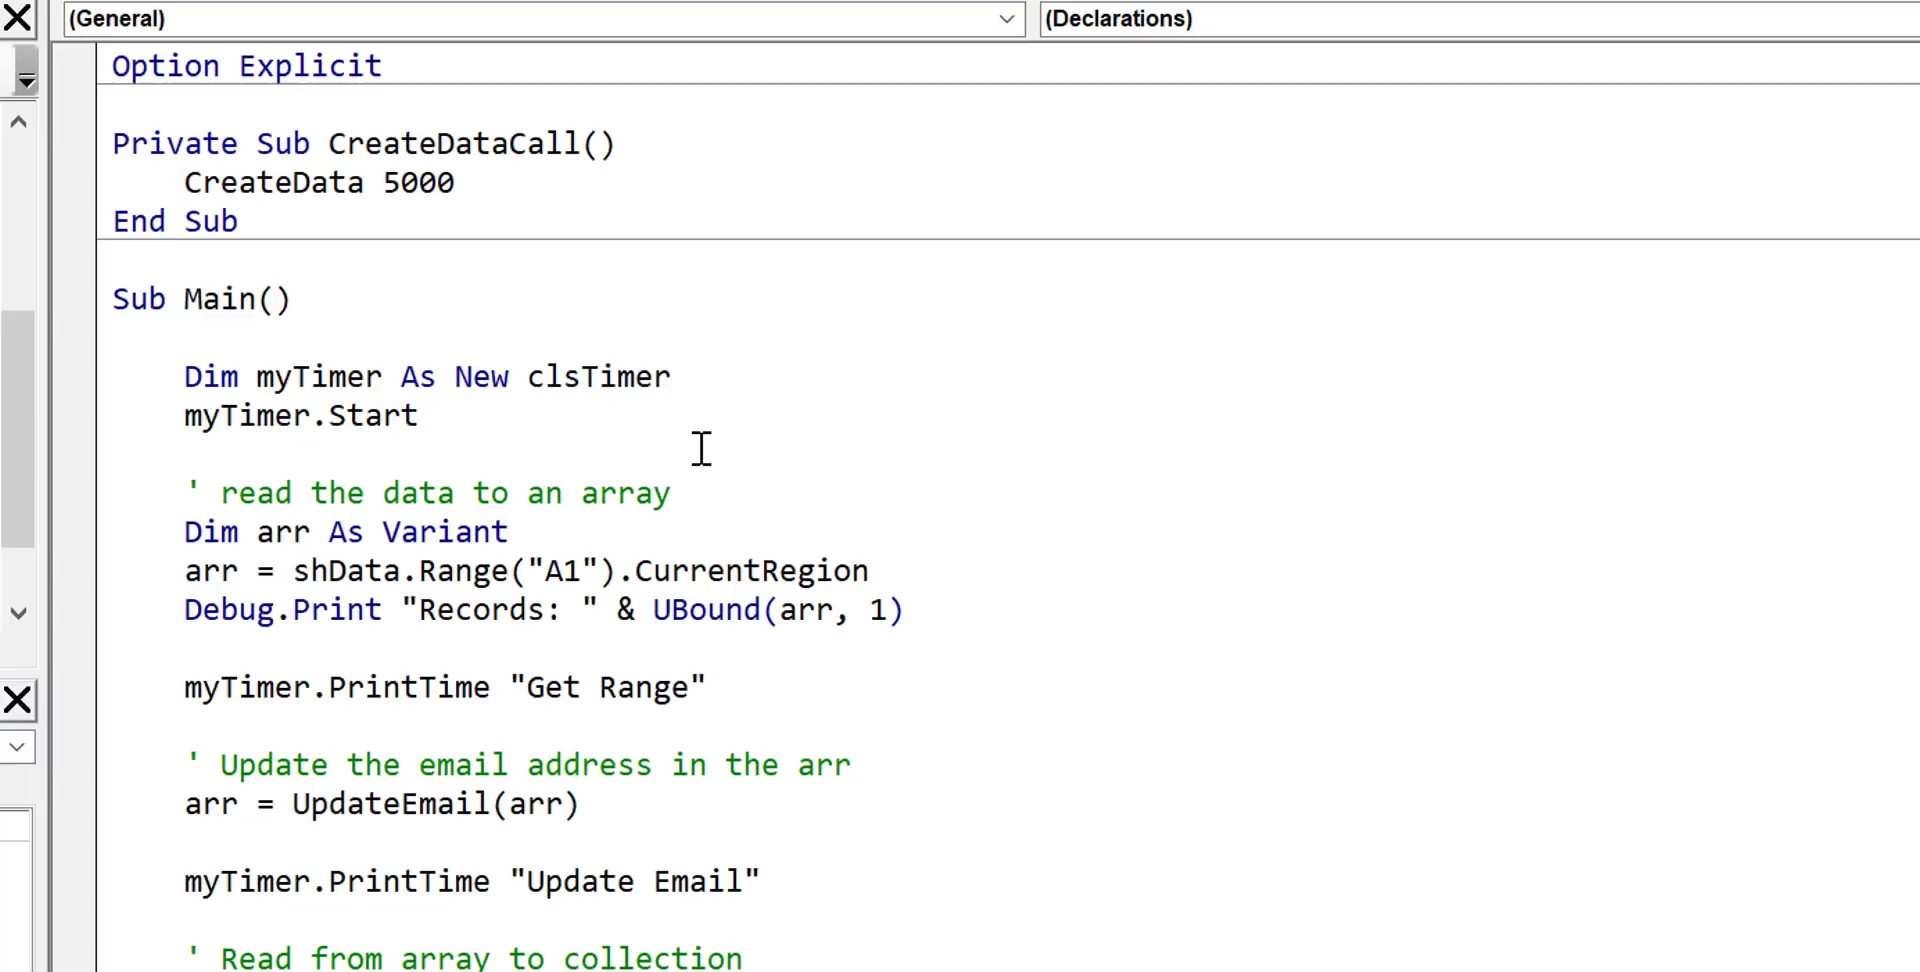 (General)
(Declarations)
Option Explicit
Private Sub CreateDataCall()
CreateData 5000
End Sub
Sub Main()
Dim myTimer As New clsTimer
myTimer.Start
' read the data to an array
Dim arr As Variant
arr = shData.Range("A1").CurrentRegion
Debug.Print "Records: " & UBound(arr, 1)
myTimer.PrintTime "Get Range"
' Update the email address in the arr
arr = UpdateEmail(arr)
myTimer.PrintTime "Update Email"
' Read from array to collection